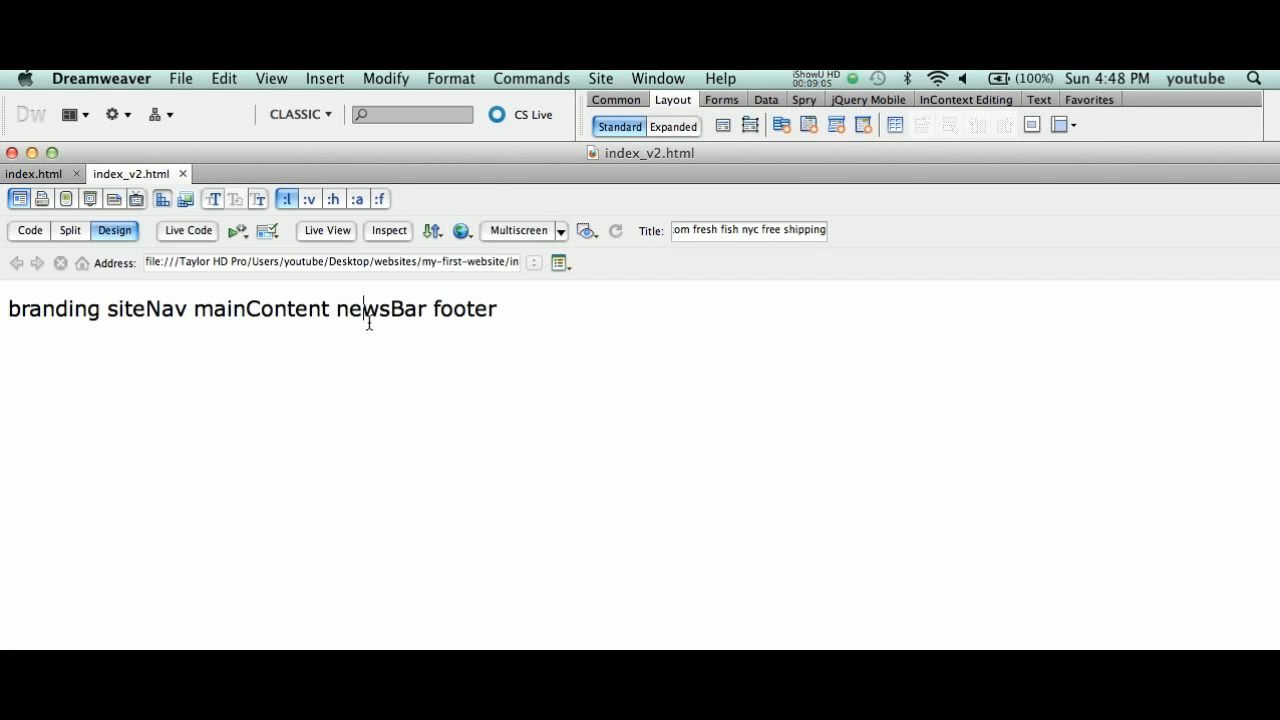 Dreamweaver File Edit View Insert Modify Format Commands Site Window Help iShowU HD 00:09:05 (100%) Sun 4:48 PM youtube
Dw CLASSIC CS Live Common Layout Forms Data Spry jQuery Mobile InContext Editing Text Favorites
Standard Expanded
index_v2.html
index.html index_v2.html
:l :v :h :a :f
Code Split Design Live Code Live View Inspect Multiscreen Title: om fresh fish nyc free shipping
Address: file:///Taylor HD Pro/Users/youtube/Desktop/websites/my-first-website/in
branding siteNav mainContent newsBar footer